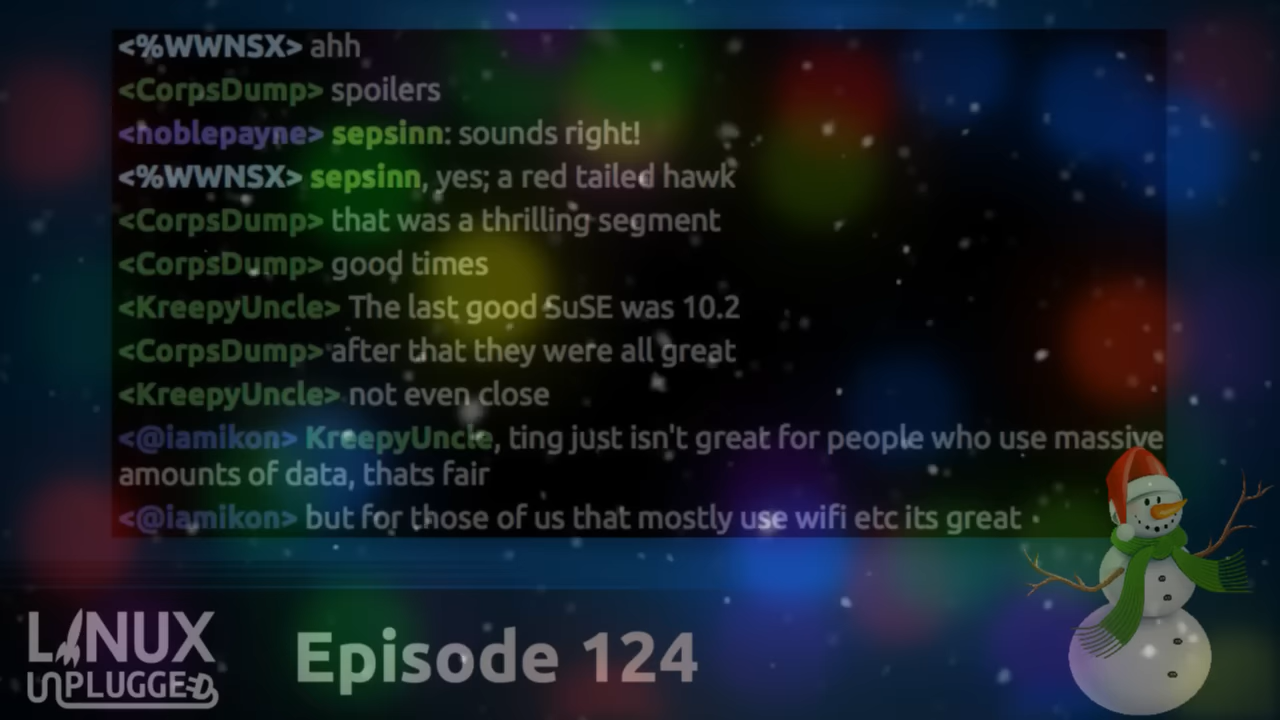 <%WWNSX> ahh
<CorpsDump> spoilers
<noblepayne> sepsinn: sounds right!
<%WWNSX> sepsinn, yes; a red tailed hawk
<CorpsDump> that was a thrilling segment
<CorpsDump> good times
<KreepyUncle> The last good SuSE was 10.2
<CorpsDump> after that they were all great
<KreepyUncle> not even close
<@iamikon> KreepyUncle, ting just isn't great for people who use massive
amounts of data, thats fair
<@iamikon> but for those of us that mostly use wifi etc its great
LINUX
UNPLUGGED
Episode 124